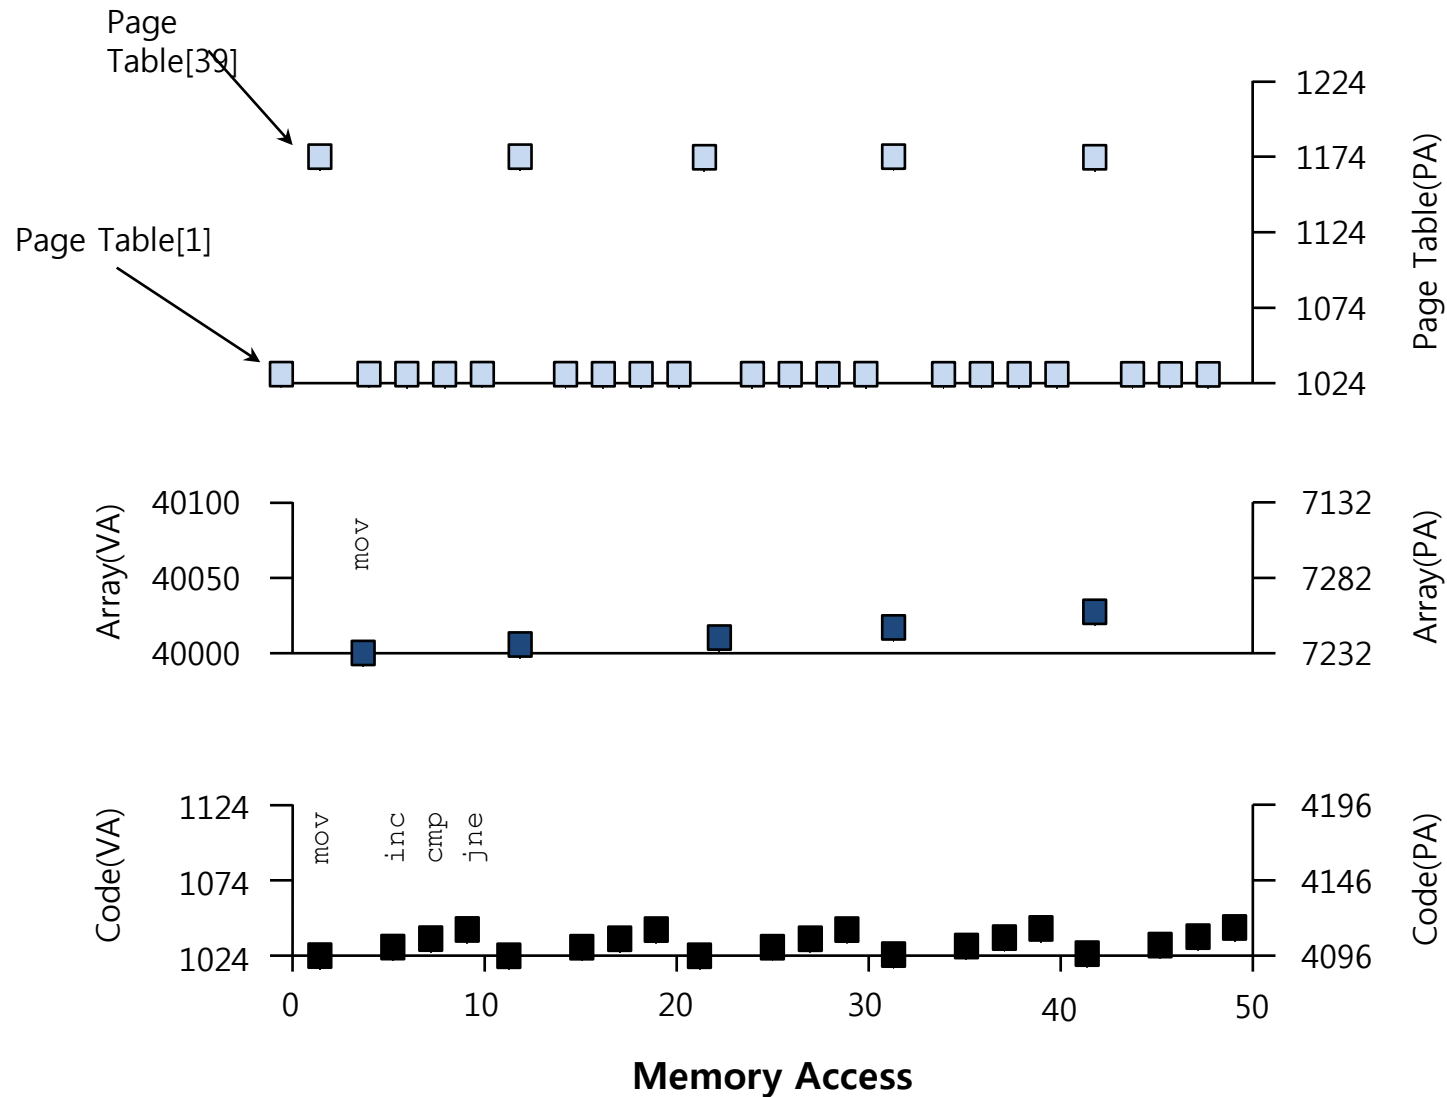 Page
Table[39]
Page Table[1]
1224
1174
1124
1074
1024
Page Table(PA)
Array(VA)
40100
40050
40000
mov
7132
7282
7232
Array(PA)
Code(VA)
1124
1074
1024
mov
inc
cmp
jne
4196
4146
4096
Code(PA)
0
10
20
30
40
50
Memory Access